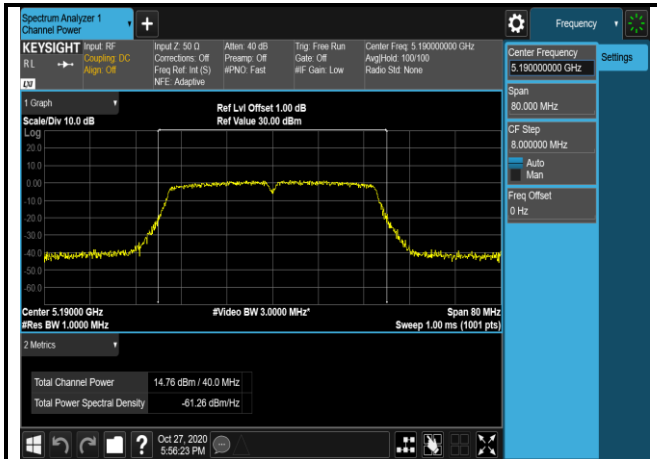 Spectrum Analyzer 1
Channel Power
+
Frequency
KEYSIGHT
RL
LXI
Input: RF
Coupling: DC
Align: Off
Input Z: 50 Ω
Corrections: Off
Freq Ref: Int (S)
NFE: Adaptive
Atten: 40 dB
Preamp: Off
#PNO: Fast
Trig: Free Run
Gate: Off
#IF Gain: Low
Center Freq: 5.190000000 GHz
Avg|Hold: 100/100
Radio Std: None
Center Frequency
5.190000000 GHz
Settings
Span
80.000 MHz
CF Step
8.000000 MHz
Auto
Man
Freq Offset
0 Hz
1 Graph
Scale/Div 10.0 dB
Ref Lvl Offset 1.00 dB
Ref Value 30.00 dBm
Log
20.0
10.0
0.00
-10.0
-20.0
-30.0
-40.0
-50.0
-60.0
Center 5.19000 GHz
#Res BW 1.0000 MHz
#Video BW 3.0000 MHz*
Span 80 MHz
Sweep 1.00 ms (1001 pts)
2 Metrics
Total Channel Power 14.76 dBm / 40.0 MHz
Total Power Spectral Density -61.26 dBm/Hz
?
Oct 27, 2020
5:56:23 PM